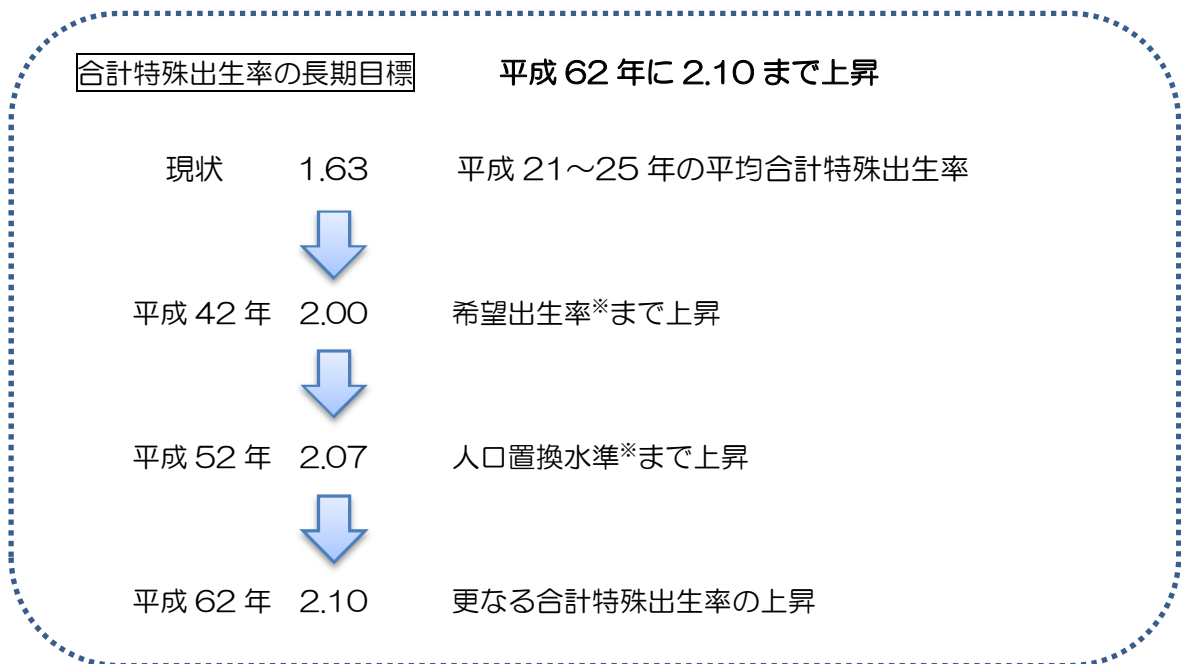 合計特殊出生率の長期目標 平成 62 年に 2.10 まで上昇
現状 1.63 平成 21～25 年の平均合計特殊出生率
平成 42 年 2.00 希望出生率※まで上昇
平成 52 年 2.07 人口置換水準※まで上昇
平成 62 年 2.10 更なる合計特殊出生率の上昇